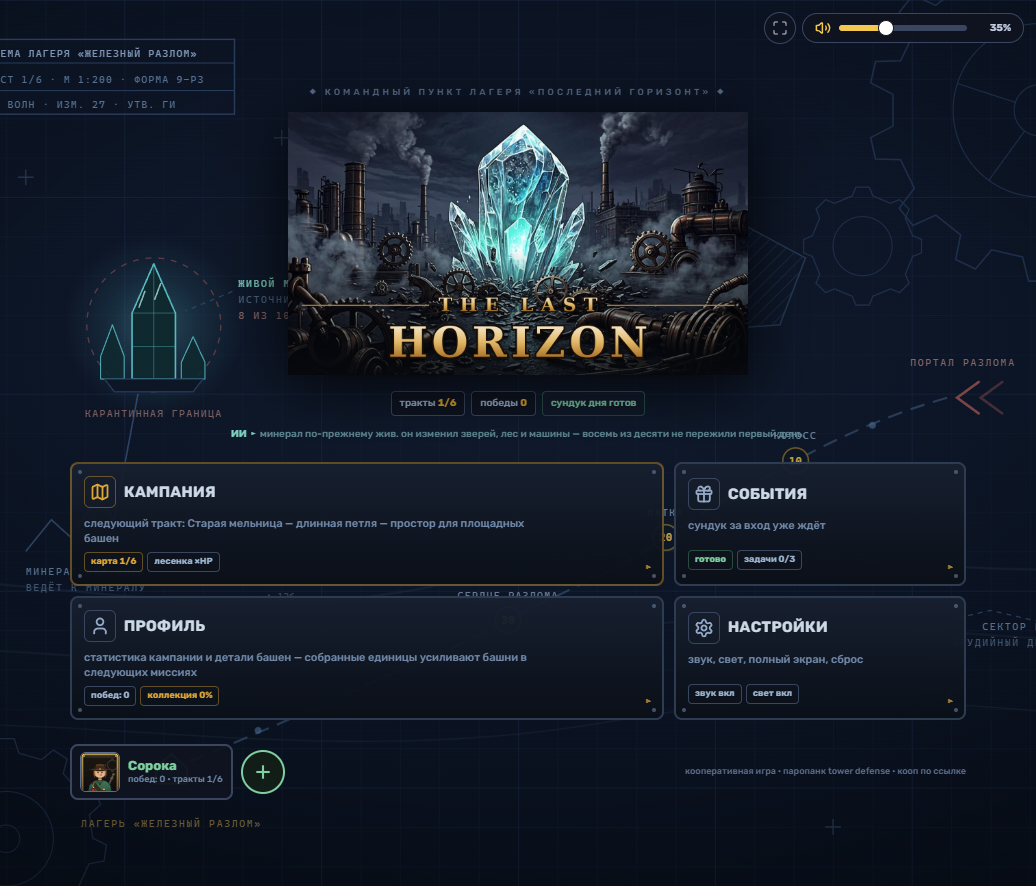 35%
ЕМА ЛАГЕРЯ «ЖЕЛЕЗНЫЙ РАЗЛОМ»
СТ 1/6 · М 1:200 · ФОРМА 9-РЗ
ВОЛН · ИЗМ. 27 · УТВ. ГИ
◆ КОМАНДНЫЙ ПУНКТ ЛАГЕРЯ «ПОСЛЕДНИЙ ГОРИЗОНТ» ◆
THE LAST
HORIZON
ЖИВОЙ
ИСТОЧНИ
8 ИЗ 10
КАРАНТИННАЯ ГРАНИЦА
ПОРТАЛ РАЗЛОМА
тракты 1/6
победы 0
сундук дня готов
ИИ ► минерал по-прежнему жив. он изменил зверей, лес и машины — восемь из десяти не пережили первый
10
КАМПАНИЯ
следующий тракт: Старая мельница — длинная петля — простор для площадных
башен
карта 1/6
лесенка ×HP
СОБЫТИЯ
сундук за вход уже ждёт
готово
задачи 0/3
МИНЕРА
ВЕДЁТ К МИНЕРАЛУ
СЕРДЦЕ РАЗЛОМА
ПРОФИЛЬ
статистика кампании и детали башен — собранные единицы усиливают башни в
следующих миссиях
побед: 0
коллекция 0%
НАСТРОЙКИ
звук, свет, полный экран, сброс
звук вкл
свет вкл
СЕКТОР
УДИЙНЫЙ
Сорока
побед: 0 · тракты 1/6
+
кооперативная игра · паропанк tower defense · кооп по ссылке
ЛАГЕРЬ «ЖЕЛЕЗНЫЙ РАЗЛОМ»